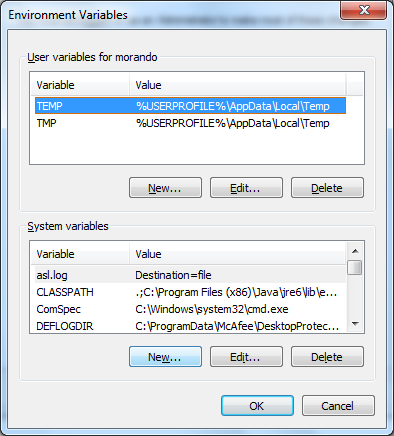 Environment Variables
User variables for morando
Variable Value
TEMP %USERPROFILE%\AppData\Local\Temp
TMP %USERPROFILE%\AppData\Local\Temp
New... Edit... Delete
System variables
Variable Value
asl.log Destination=file
CLASSPATH .;C:\Program Files (x86)\Java\jre6\lib\e...
ComSpec C:\Windows\system32\cmd.exe
DEFLOGDIR C:\ProgramData\McAfee\DesktopProtec...
New... Edit... Delete
OK Cancel